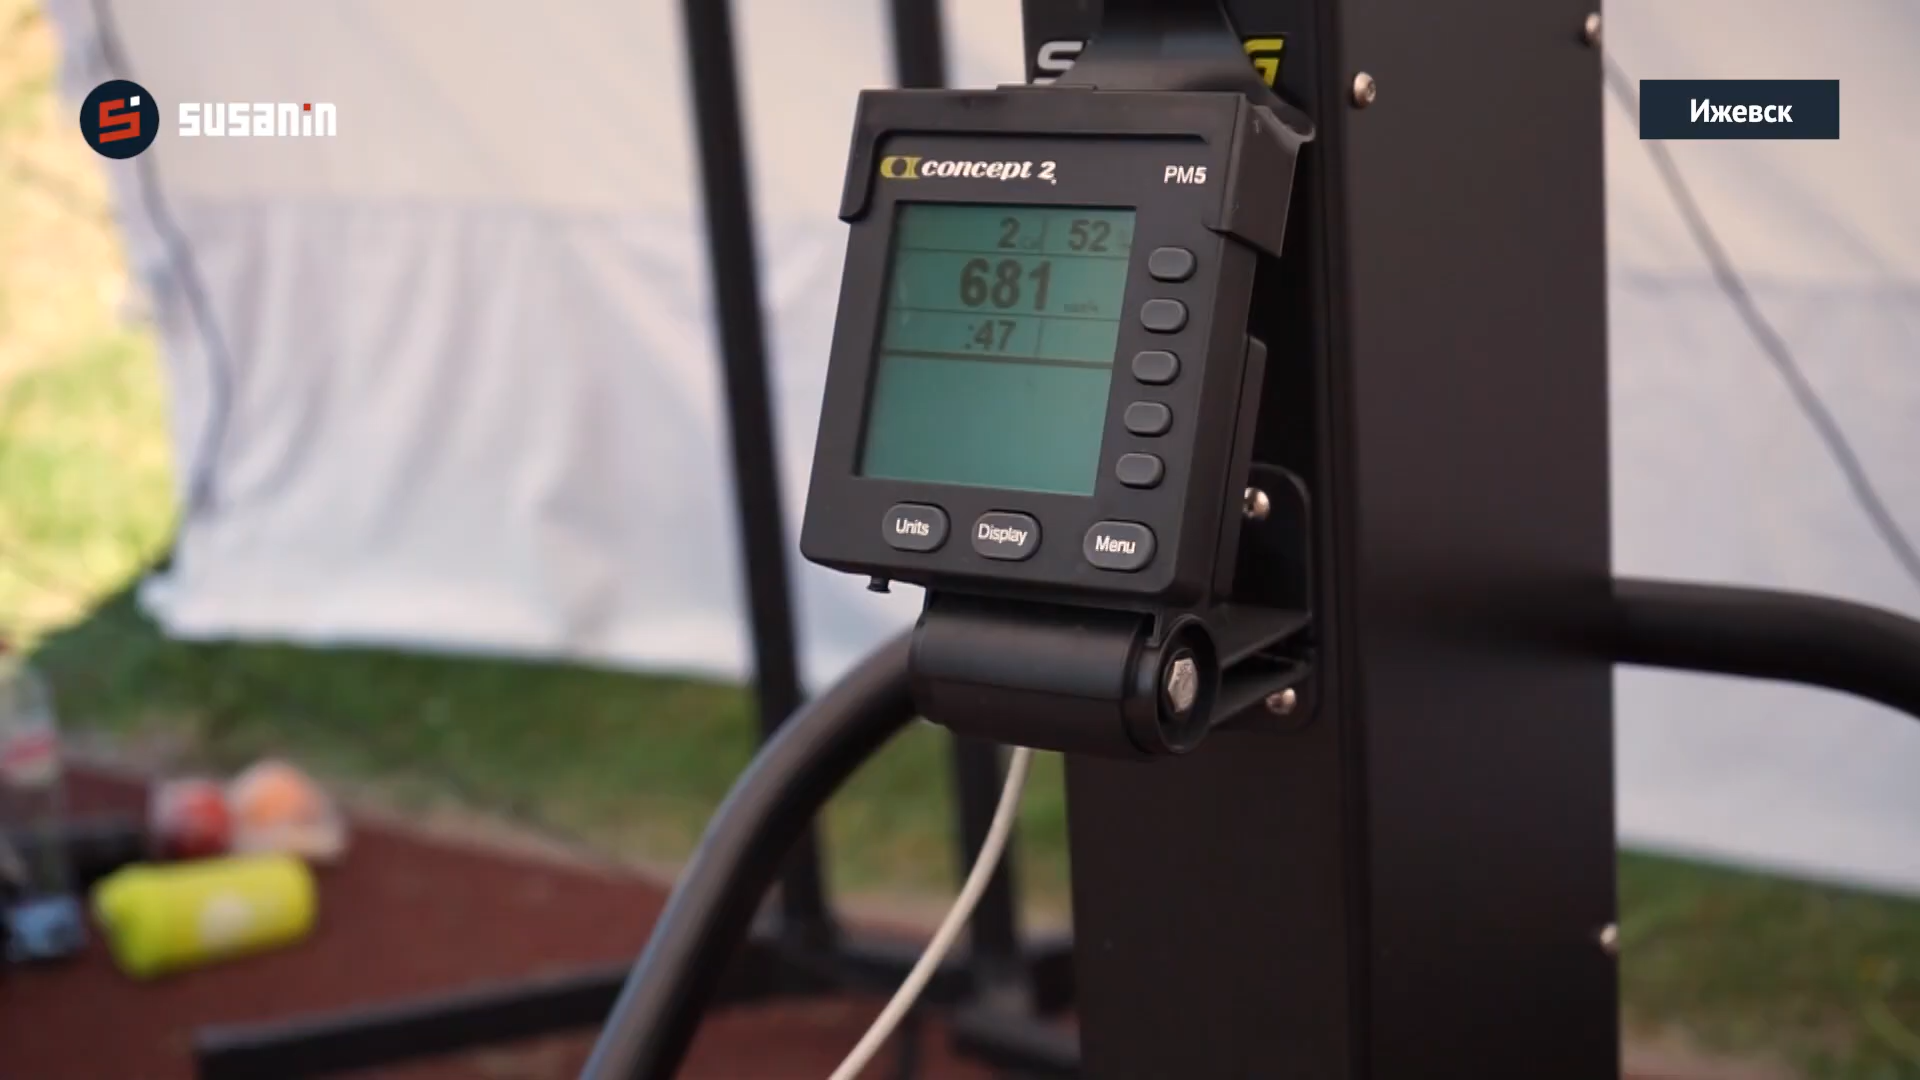 susanin
Ижевск
concept 2
PM5
2 52
681
:47
Units
Display
Menu